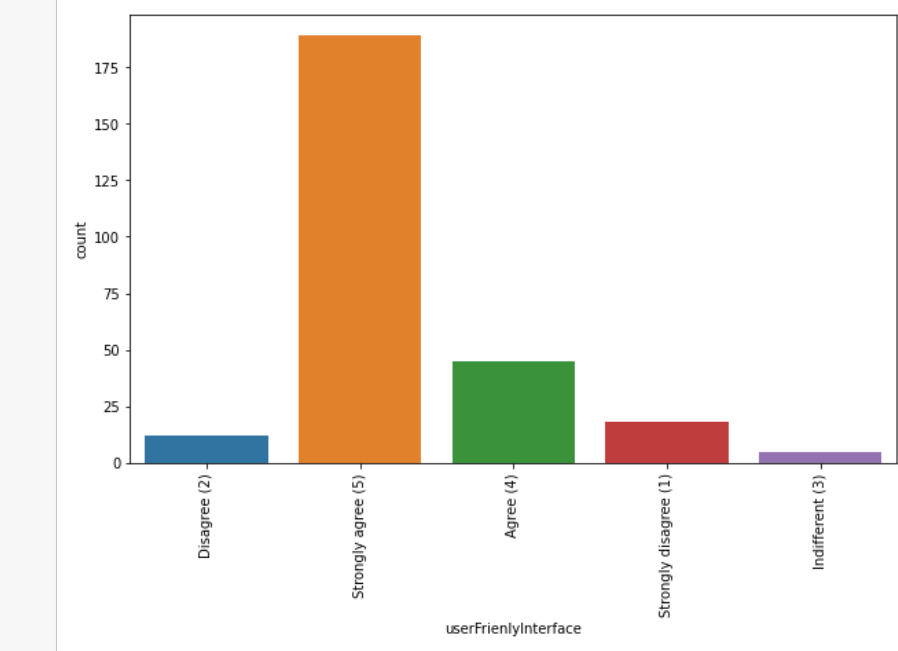 175
150
125
100
75
50
25
0
count
Disagree (2)
Strongly agree (5)
Agree (4)
Strongly disagree (1)
Indifferent (3)
userFrienlyInterface